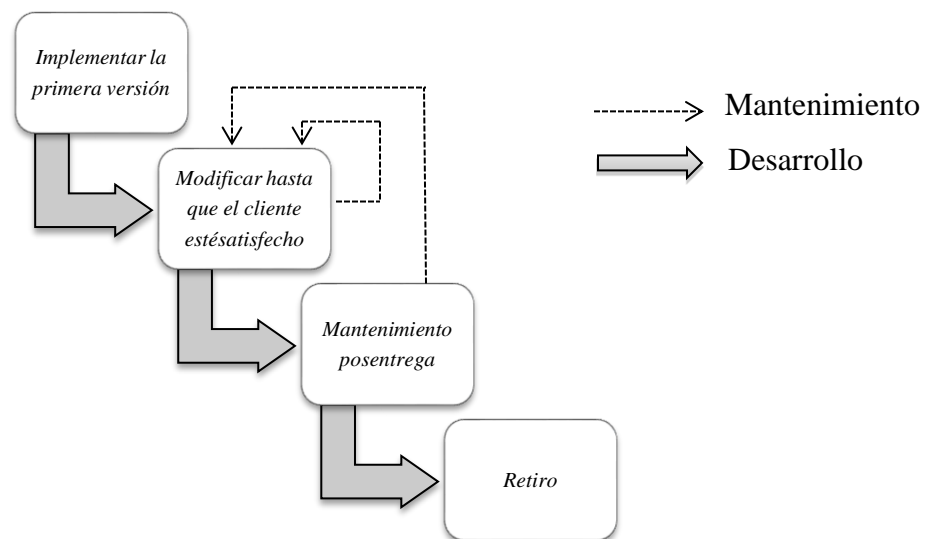 Implementar la
primera versión
Mantenimiento
Desarrollo
Modificar hasta
que el cliente
estésatisfecho
Mantenimiento
posentrega
Retiro